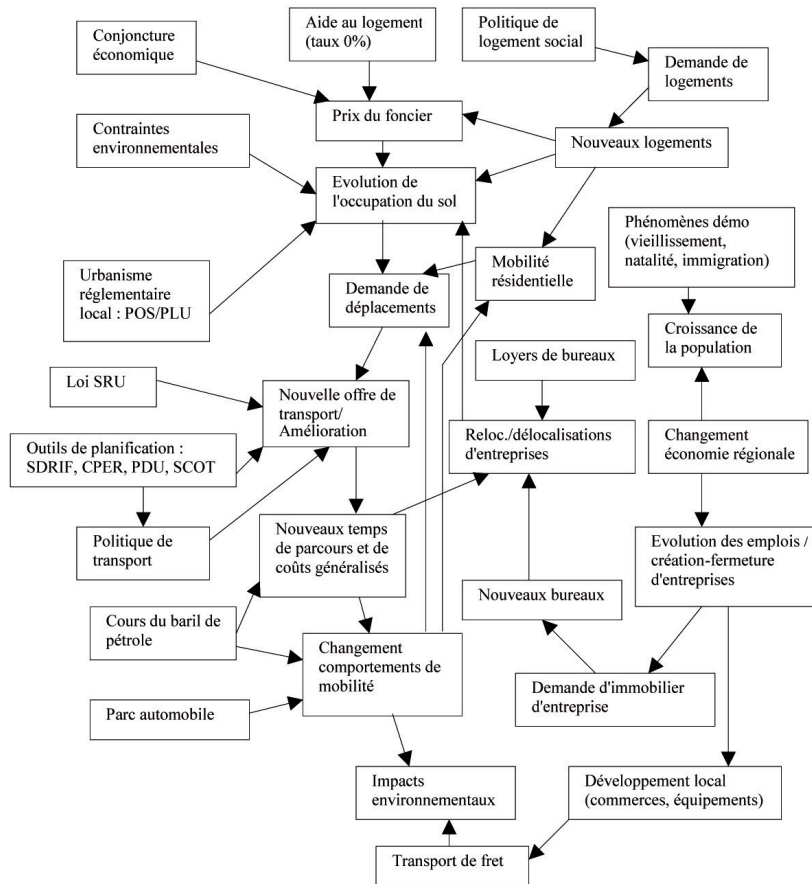 Conjoncture
économique
Aide au logement
(taux 0%)
Politique de
logement social
Demande de
logements
Prix du foncier
Contraintes
environnementales
Nouveaux logements
Evolution de
l'occupation du sol
Phénomènes démo
(vieillissement,
natalité, immigration)
Urbanisme
réglementaire
local : POS/PLU
Demande de
déplacements
Mobilité
résidentielle
Croissance de
la population
Loyers de bureaux
Loi SRU
Nouvelle offre de
transport/
Amélioration
Reloc./délocalisations
d'entreprises
Changement
économie régionale
Outils de planification :
SDRIF, CPER, PDU, SCOT
Politique de
transport
Nouveaux temps
de parcours et de
coûts généralisés
Evolution des emplois /
création-fermeture
d'entreprises
Nouveaux bureaux
Cours du baril de
pétrole
Changement
comportements de
mobilité
Demande d'immobilier
d'entreprise
Parc automobile
Impacts
environnementaux
Développement local
(commerces, équipements)
Transport de fret